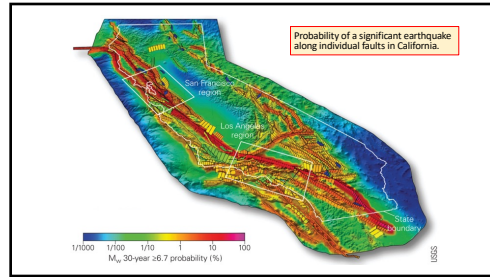 Probability of a significant earthquake
along individual faults in California.
San Francisco
region
Los Angeles
region
State
boundary
1/1000 1/100 1/10 1 10 100
Mw 30-year ≥6.7 probability (%)
USGS